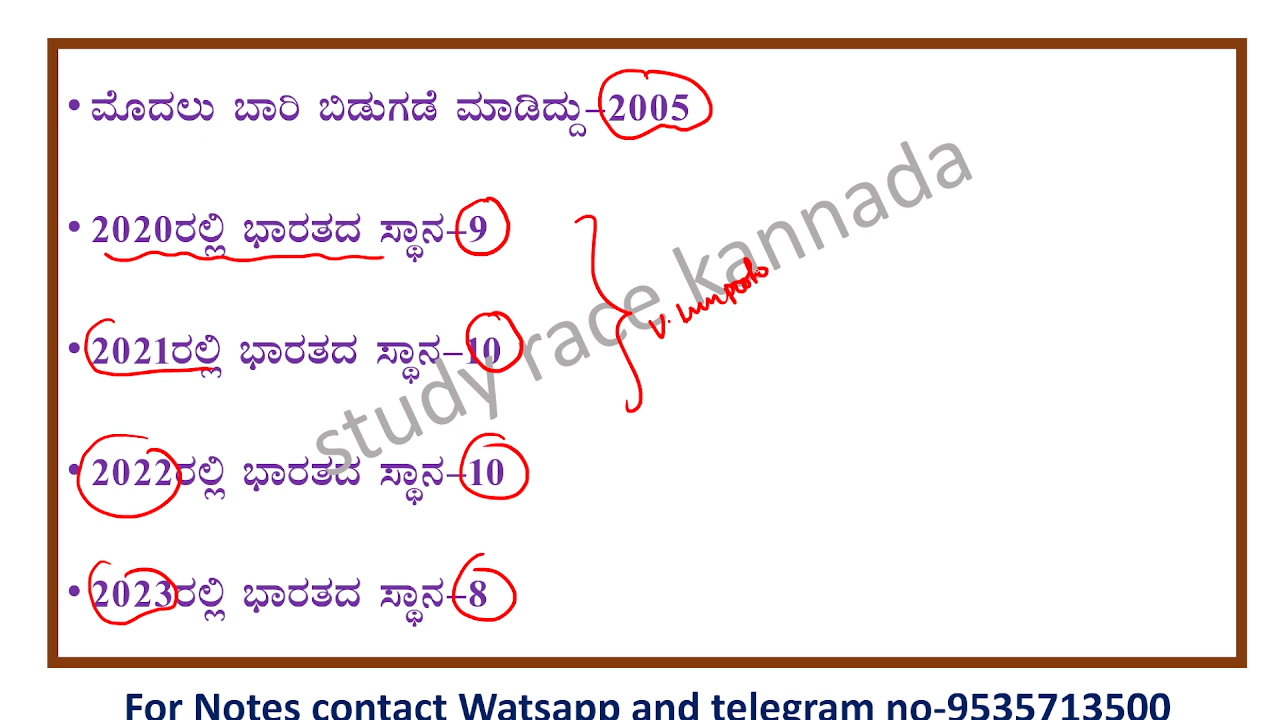 • ಮೊದಲು ಬಾರಿ ಬಿಡುಗಡೆ ಮಾಡಿದ್ದು–2005
• 2020ರಲ್ಲಿ ಭಾರತದ ಸ್ಥಾನ–9
• 2021ರಲ್ಲಿ ಭಾರತದ ಸ್ಥಾನ–10
• 2022ರಲ್ಲಿ ಭಾರತದ ಸ್ಥಾನ–10
• 2023ರಲ್ಲಿ ಭಾರತದ ಸ್ಥಾನ–8
study race kannada
For Notes contact Watsapp and telegram no-9535713500